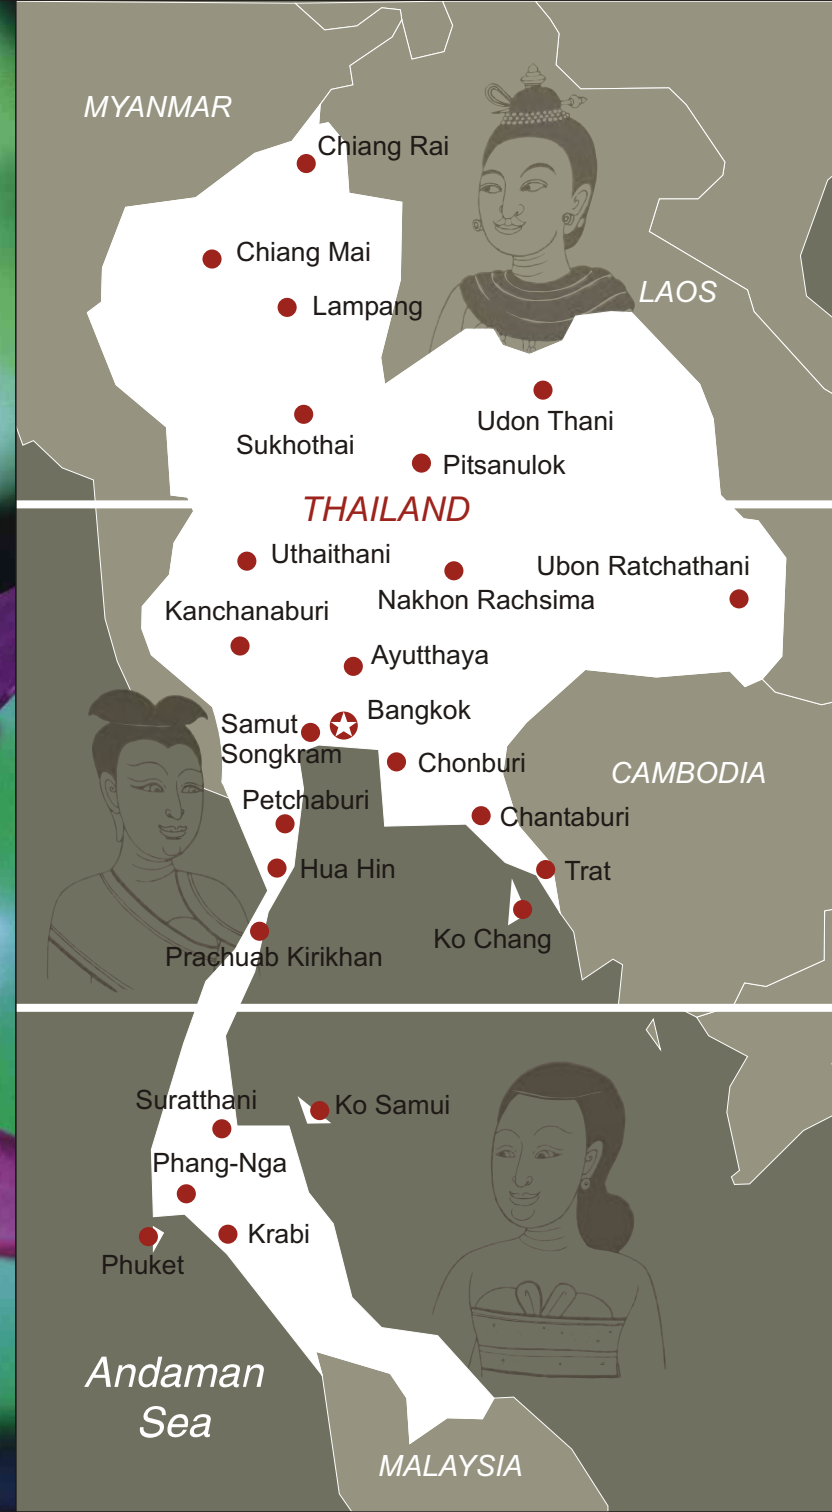 MYANMAR
Chiang Rai
Chiang Mai
LAOS
Lampang
Udon Thani
Sukhothai
Pitsanulok
THAILAND
Uthaithani
Ubon Ratchathani
Nakhon Rachsima
Kanchanaburi
Ayutthaya
Bangkok
Samut
Songkram
Chonburi
CAMBODIA
Petchaburi
Chantaburi
Hua Hin
Trat
Ko Chang
Prachuab Kirikhan
Suratthani
Ko Samui
Phang-Nga
Krabi
Phuket
Andaman
Sea
MALAYSIA